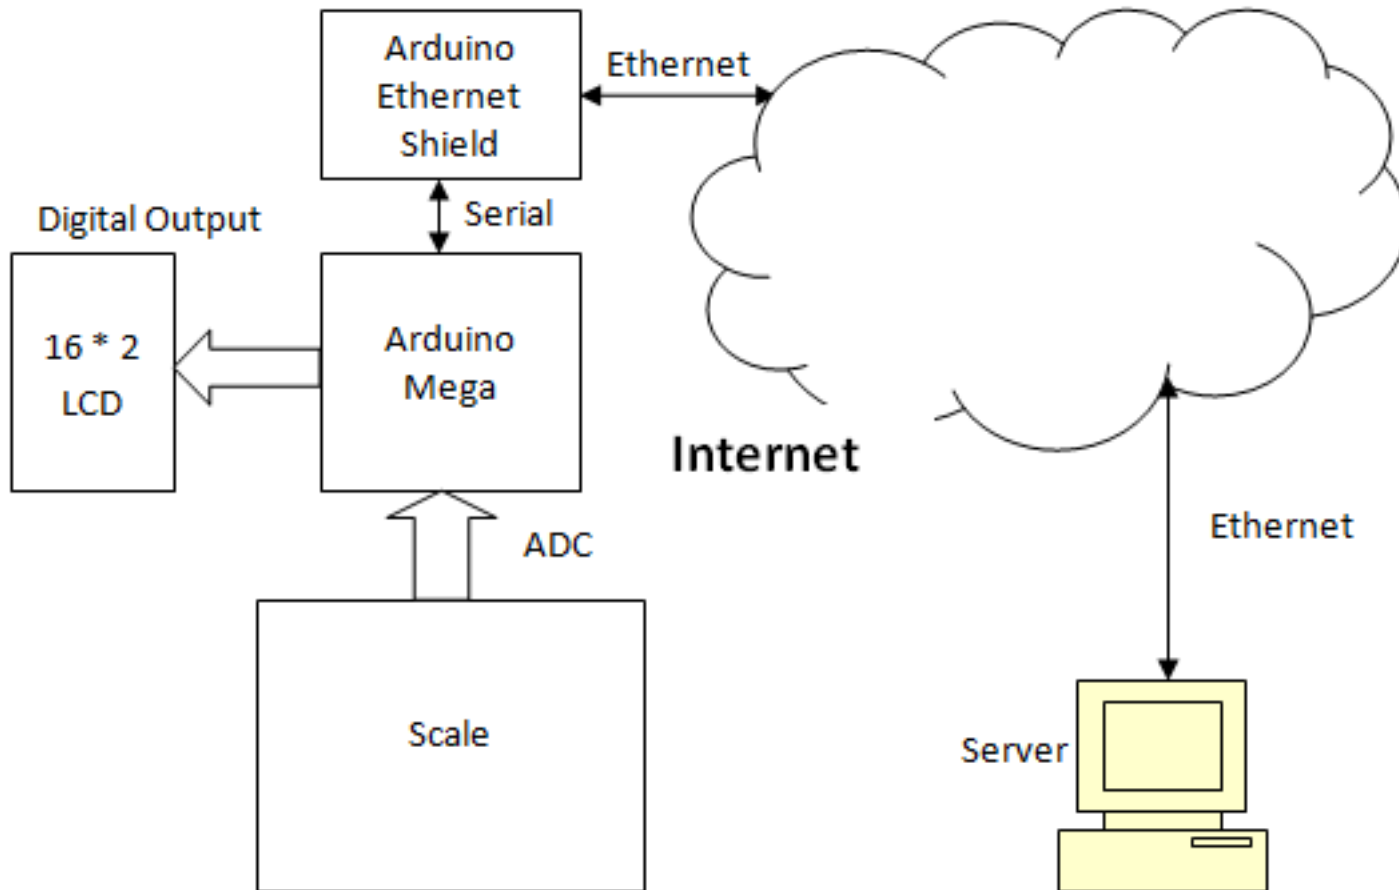 Arduino
Ethernet
Shield
Ethernet
Serial
Digital Output
16 * 2
LCD
Arduino
Mega
Internet
ADC
Ethernet
Scale
Server